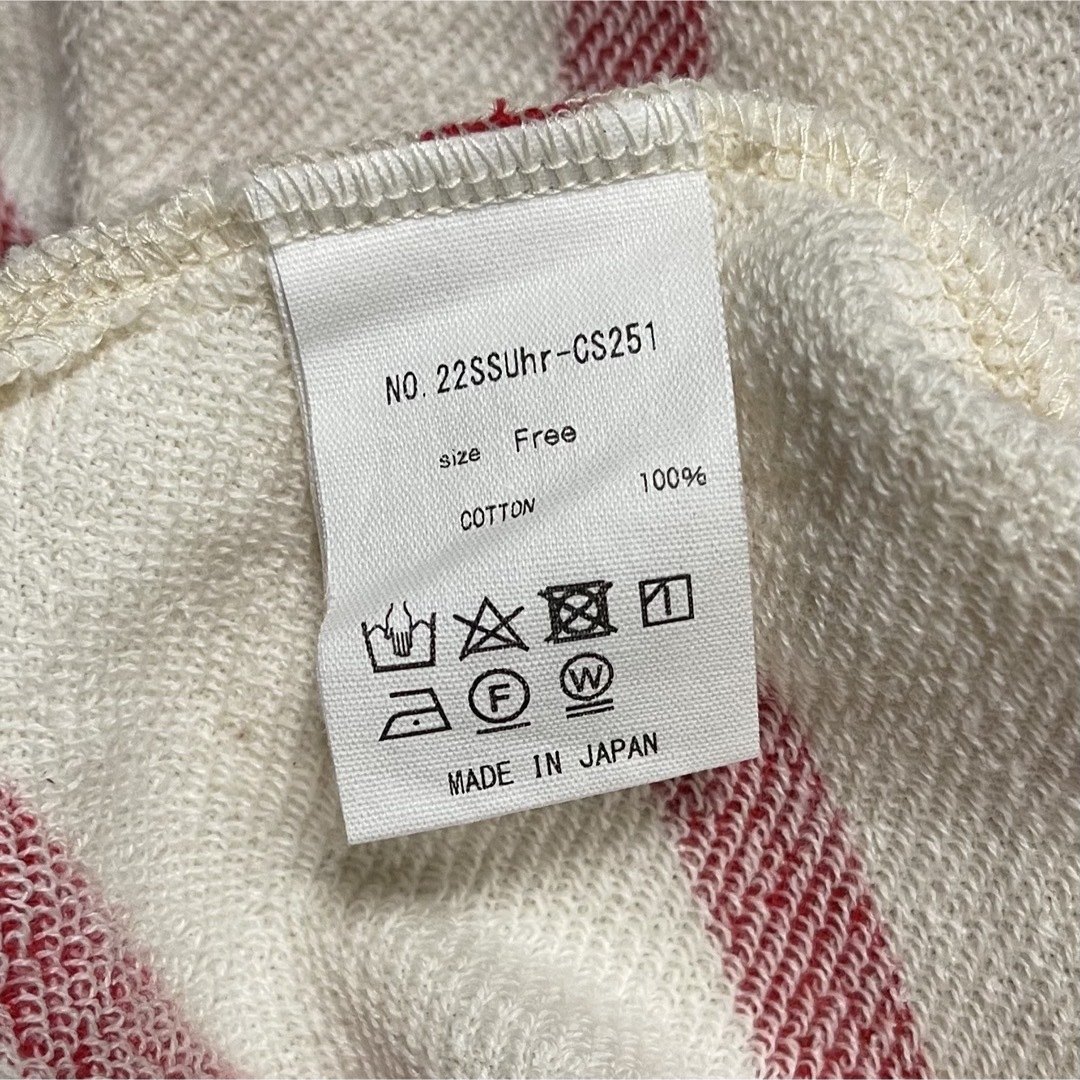 NO. 22SSUhr-CS251
size Free
COTTON 100%
F W
MADE IN JAPAN